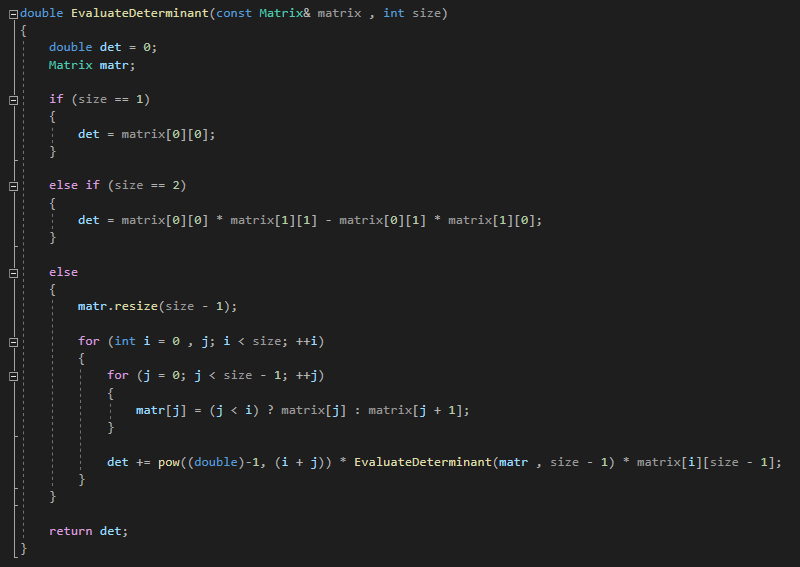 double EvaluateDeterminant(const Matrix& matrix , int size)
{
double det = 0;
Matrix matr;
if (size == 1)
{
det = matrix[0][0];
}
else if (size == 2)
{
det = matrix[0][0] * matrix[1][1] - matrix[0][1] * matrix[1][0];
}
else
{
matr.resize(size - 1);
for (int i = 0 , j; i < size; ++i)
{
for (j = 0; j < size - 1; ++j)
{
matr[j] = (j < i) ? matrix[j] : matrix[j + 1];
}
det += pow((double)-1, (i + j)) * EvaluateDeterminant(matr , size - 1) * matrix[i][size - 1];
}
}
return det;
}